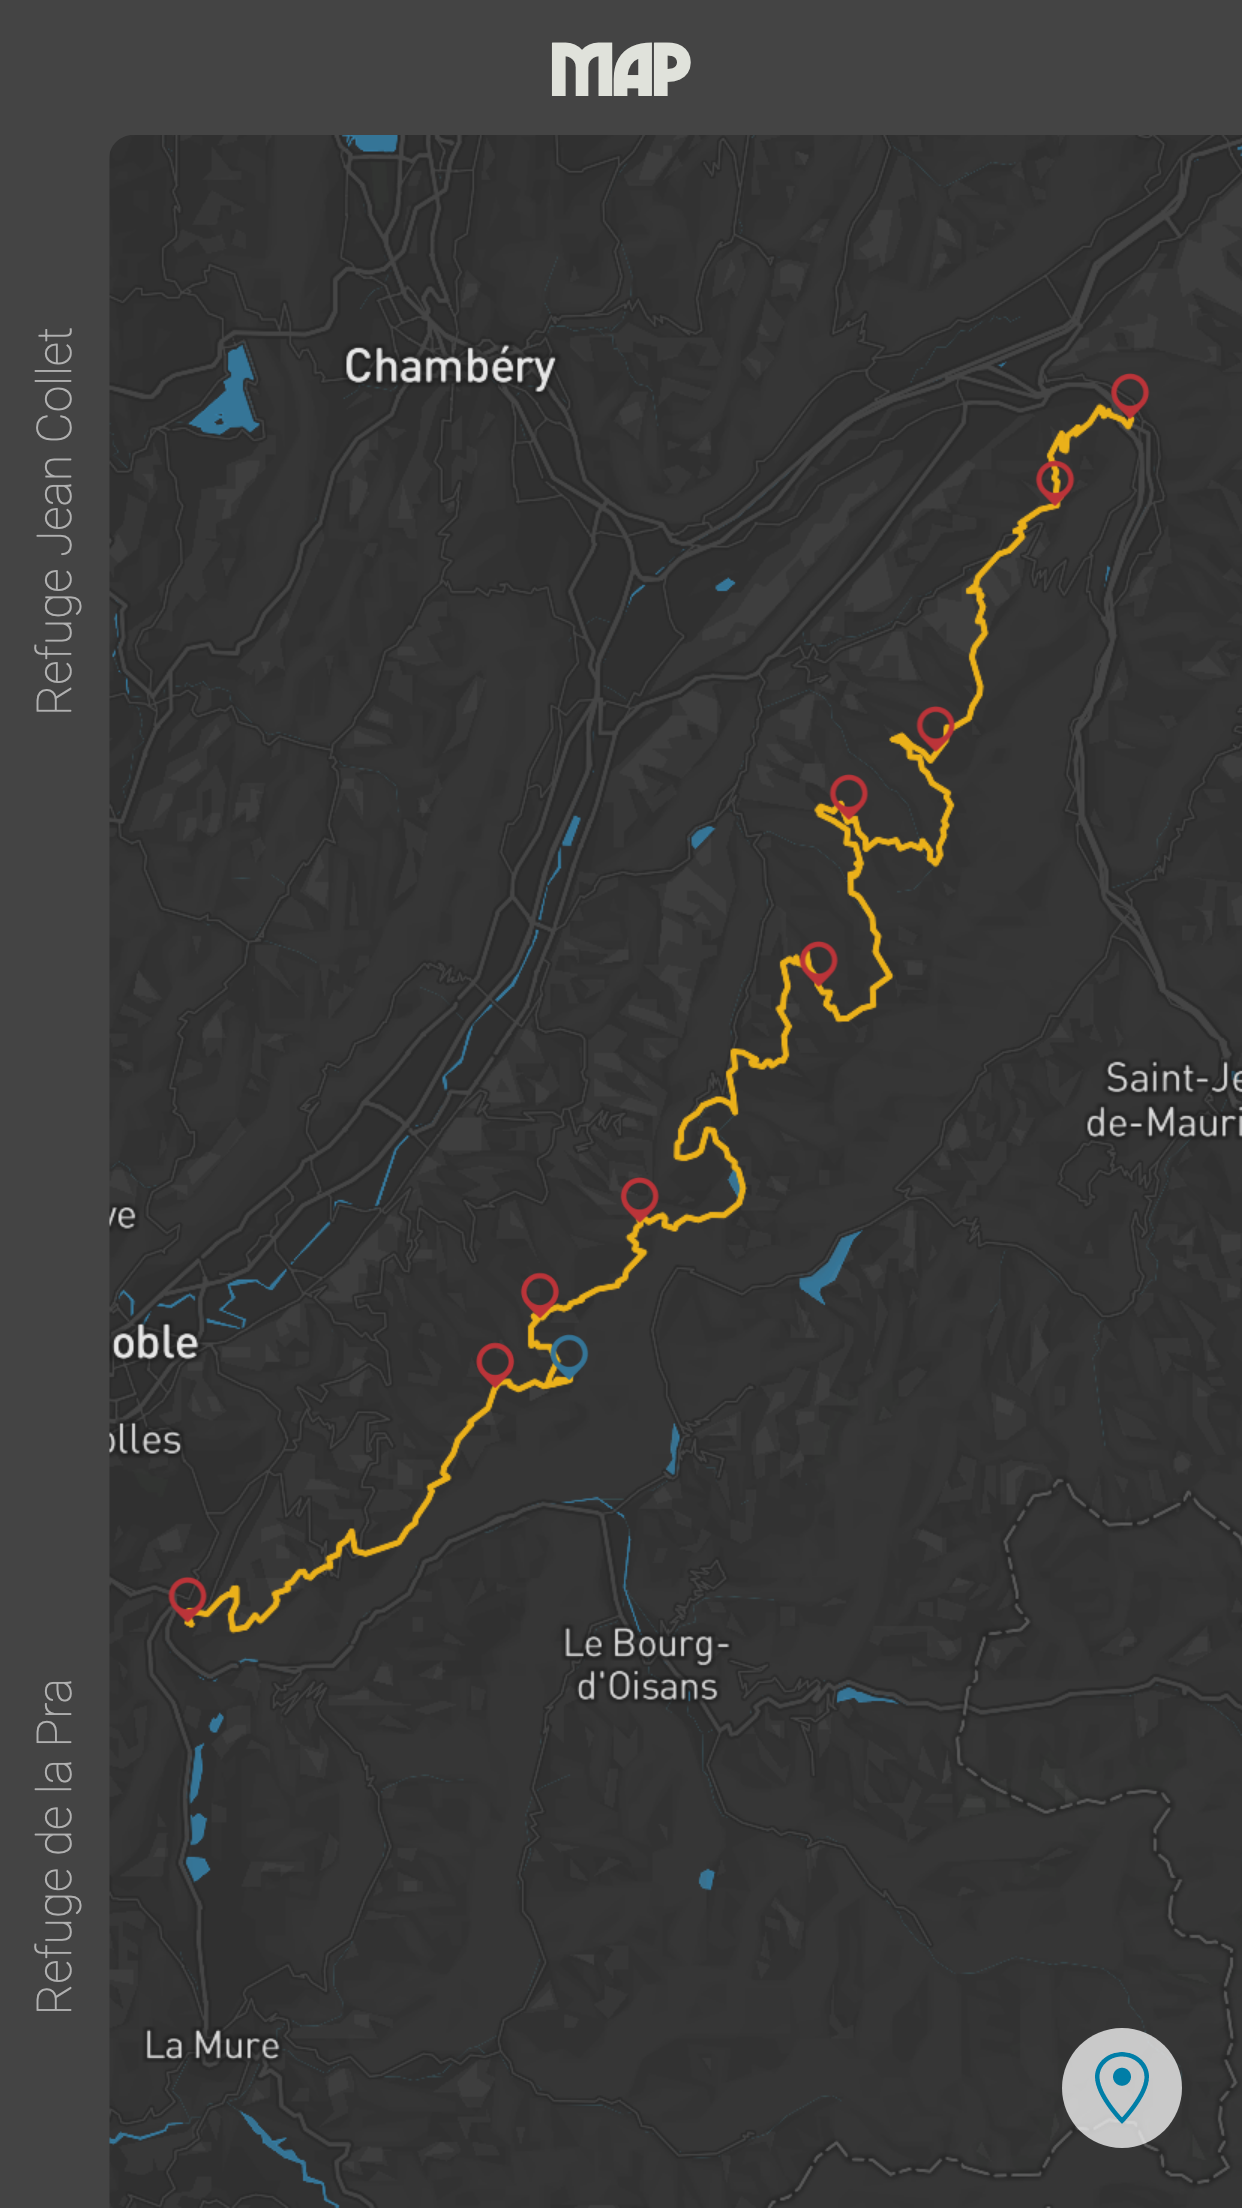 MAP
Refuge Jean Collet
Chambéry
Saint-Je
de-Mauri
ve
oble
olles
Le Bourg-
d'Oisans
Refuge de la Pra
La Mure